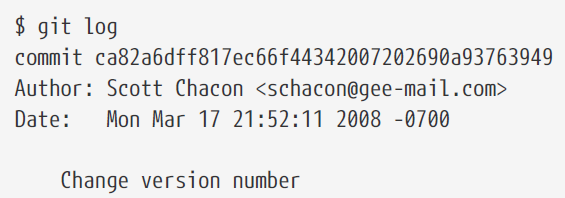 $ git log
commit ca82a6dff817ec66f44342007202690a93763949
Author: Scott Chacon <schacon@gee-mail.com>
Date:   Mon Mar 17 21:52:11 2008 -0700
    Change version number